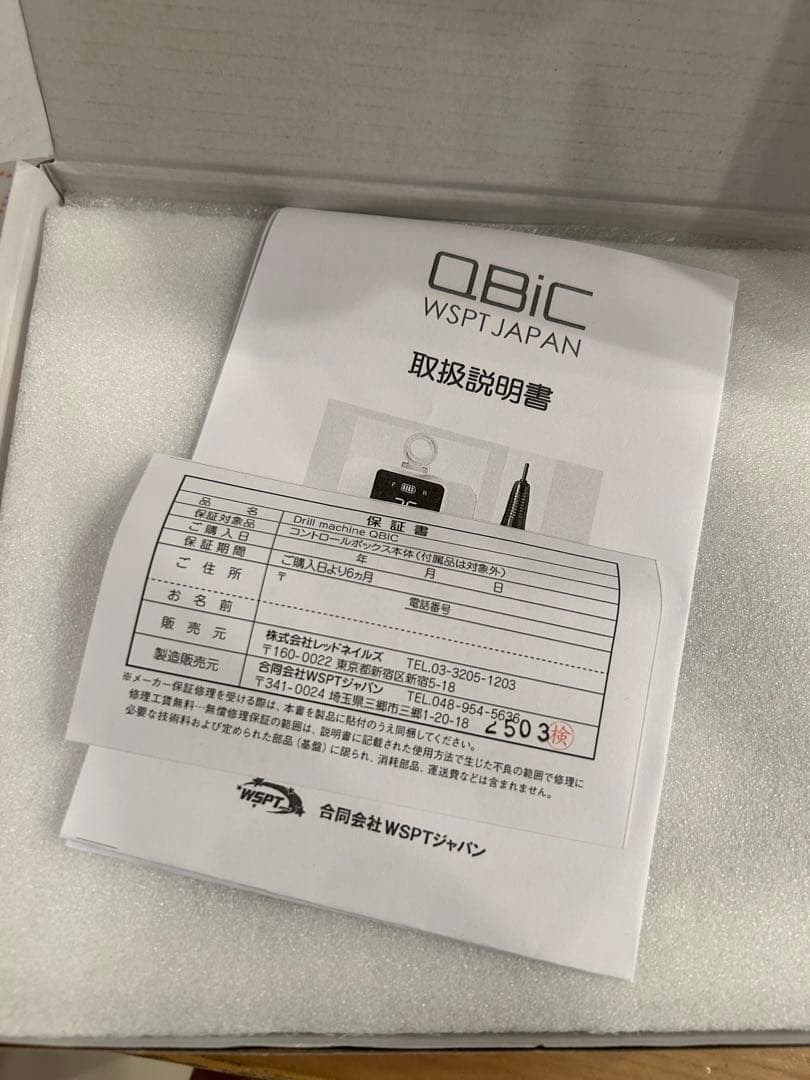 QBiC
WSPT JAPAN
取扱説明書
F R
保証書
品 名 Drill machine QBIC
保証対象品 コントロールボックス本体(付属品は対象外)
ご購入日 年 月 日
保証期間 ご購入日より6ヵ月
ご住所 〒
電話番号
お名前
販売元 株式会社レッドネイルズ TEL.03-3205-1203
〒160-0022 東京都新宿区新宿5-18
製造販売元 合同会社WSPTジャパン TEL.048-954-5636
〒341-0024 埼玉県三郷市三郷1-20-18
2503 検
※メーカー保証修理を受ける際は、本書を製品に貼付のうえ同梱してください。
修理工賃無料…無償修理保証の範囲は、説明書に記載された使用方法で生じた不良の範囲で修理に
必要な技術料および定められた部品(基盤)に限られ、消耗部品、運送費などは含まれません。
WSPT
合同会社WSPTジャパン